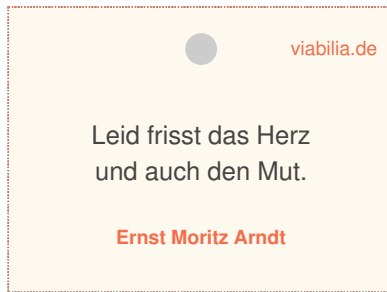 viabilia.de
Leid frisst das Herz
und auch den Mut.
Ernst Moritz Arndt